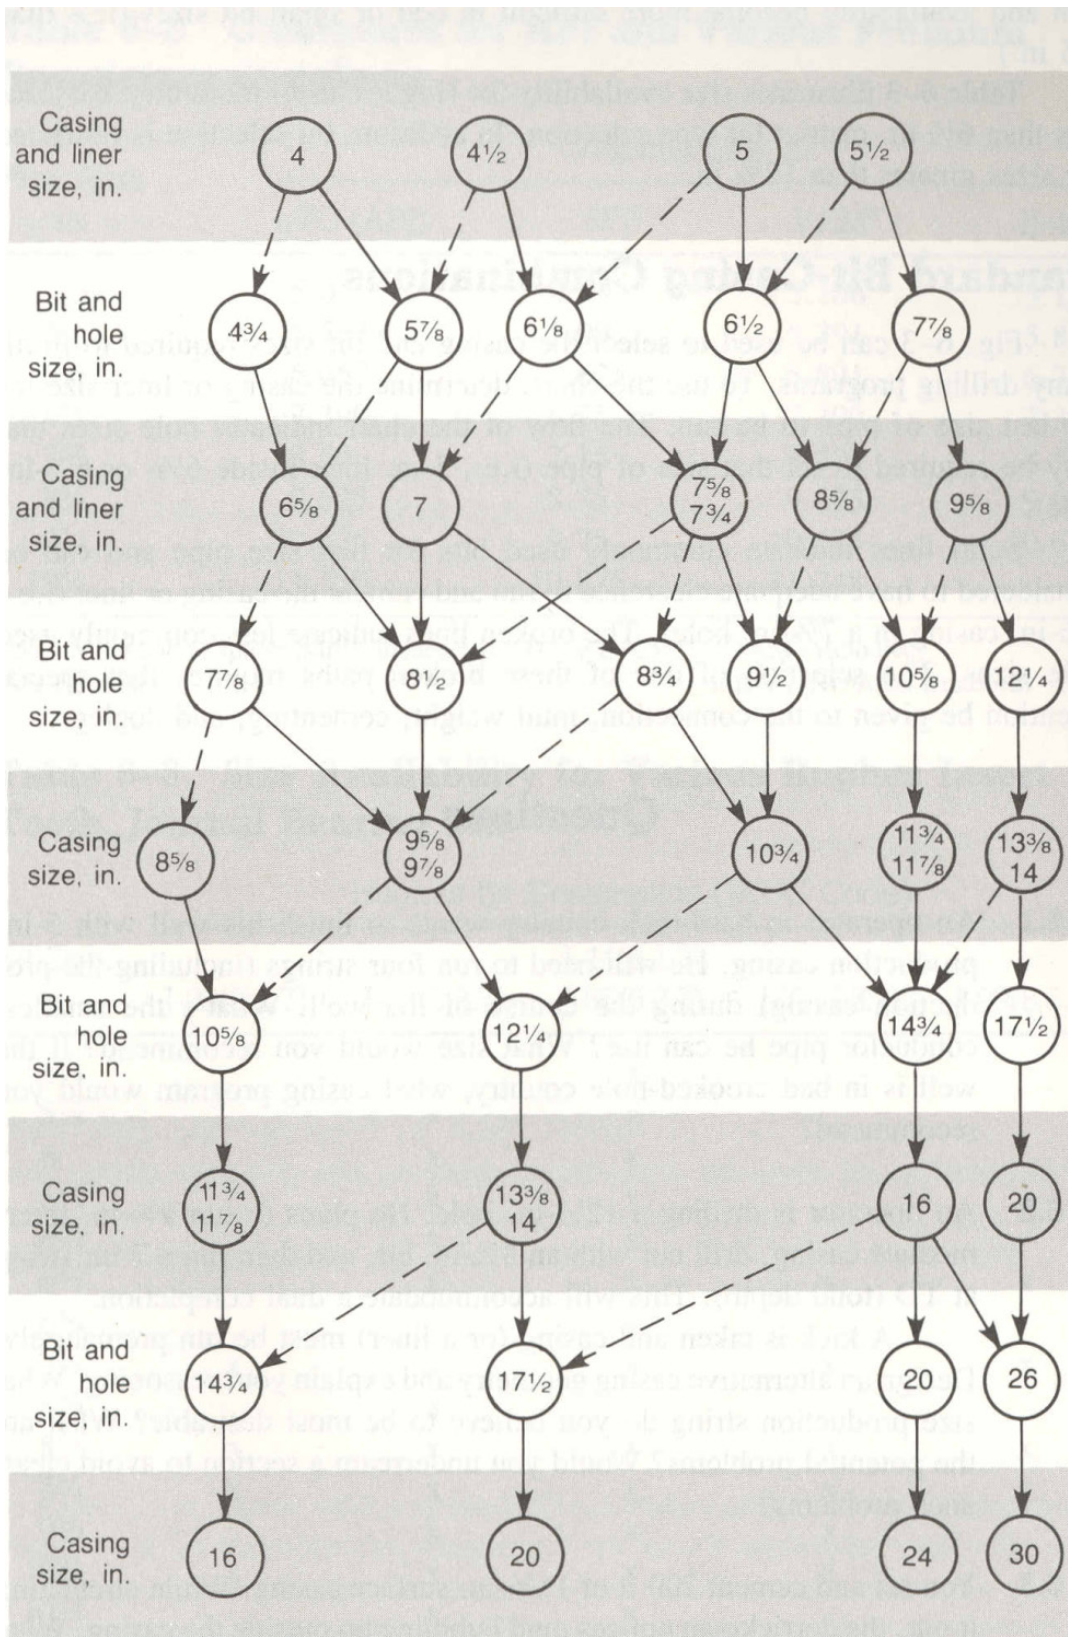 Casing
and liner
size, in.
4 4½ 5 5½
Bit and
hole
size, in.
4¾ 5⅞ 6⅛ 6½ 7⅞
Casing
and liner
size, in.
6⅝ 7 7⅝ 8⅝ 9⅝
7¾
Bit and
hole
size, in.
7⅞ 8½ 8¾ 9½ 10⅝ 12¼
Casing
size, in.
8⅝ 9⅝ 10¾ 11¾ 13⅜
9⅞ 11⅞ 14
Bit and
hole
size, in.
10⅝ 12¼ 14¾ 17½
Casing
size, in.
11¾ 13⅜ 16 20
11⅞ 14
Bit and
hole
size, in.
14¾ 17½ 20 26
Casing
size, in.
16 20 24 30